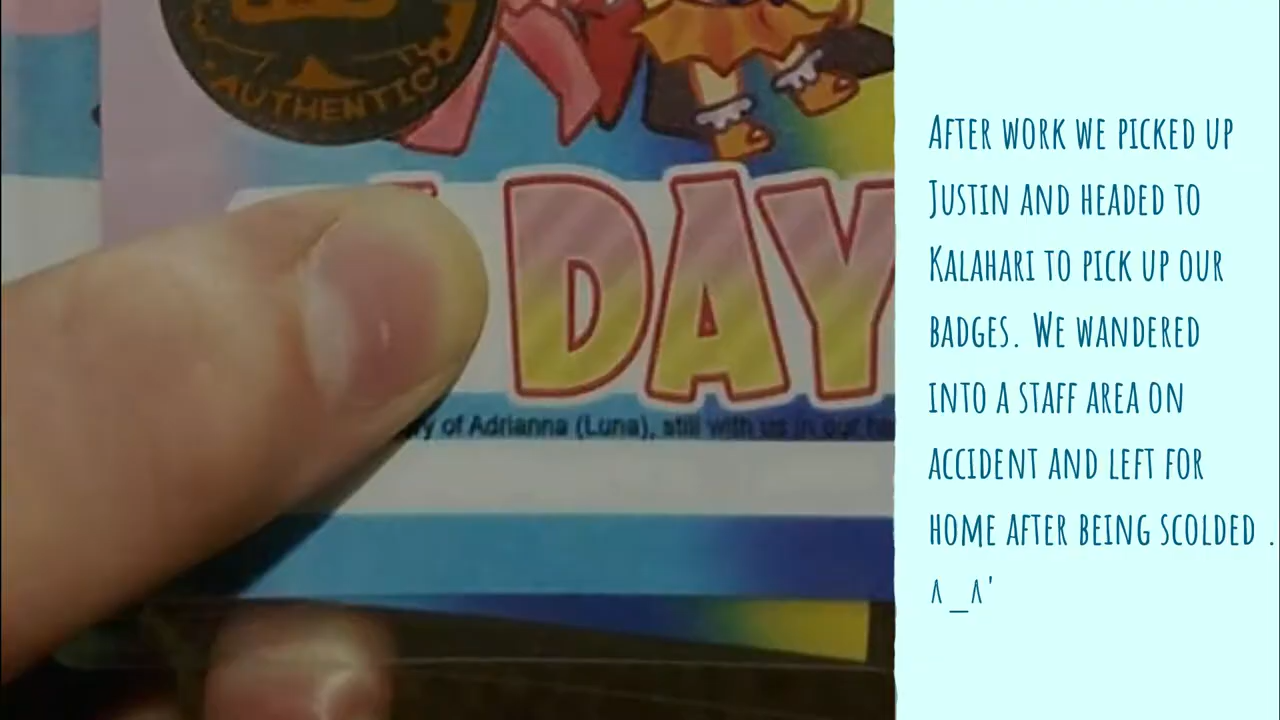 AUTHENTIC
DAY
of Adrianna (Luna), still with us in our
AFTER WORK WE PICKED UP
JUSTIN AND HEADED TO
KALAHARI TO PICK UP OUR
BADGES. WE WANDERED
INTO A STAFF AREA ON
ACCIDENT AND LEFT FOR
HOME AFTER BEING SCOLDED .
^_^'